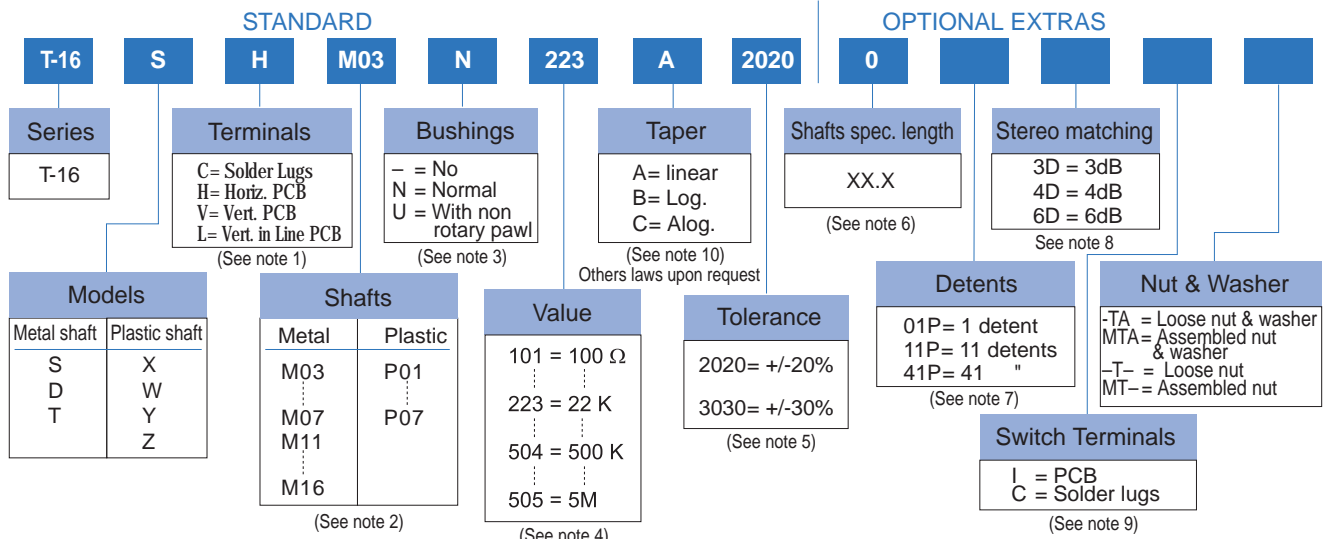 STANDARD
OPTIONAL EXTRAS
T-16 S H M03 N 223 A 2020 0
Series
T-16
Terminals
C= Solder Lugs
H= Horiz. PCB
V= Vert. PCB
L= Vert. in Line PCB
(See note 1)
Bushings
– = No
N = Normal
U = With non
rotary pawl
(See note 3)
Taper
A= linear
B= Log.
C= Alog.
(See note 10)
Others laws upon request
Shafts spec. length
XX.X
(See note 6)
Stereo matching
3D = 3dB
4D = 4dB
6D = 6dB
See note 8
Models
Metal shaft Plastic shaft
S X
D W
T Y
Z
Shafts
Metal Plastic
M03 P01
M07 P07
M11
M16
(See note 2)
Value
101 = 100 Ω
223 = 22 K
504 = 500 K
505 = 5M
(See note 4)
Tolerance
2020= +/-20%
3030= +/-30%
(See note 5)
Detents
01P= 1 detent
11P= 11 detents
41P= 41 "
(See note 7)
Nut & Washer
-TA = Loose nut & washer
MTA= Assembled nut
& washer
–T– = Loose nut
MT–= Assembled nut
Switch Terminals
I = PCB
C = Solder lugs
(See note 9)